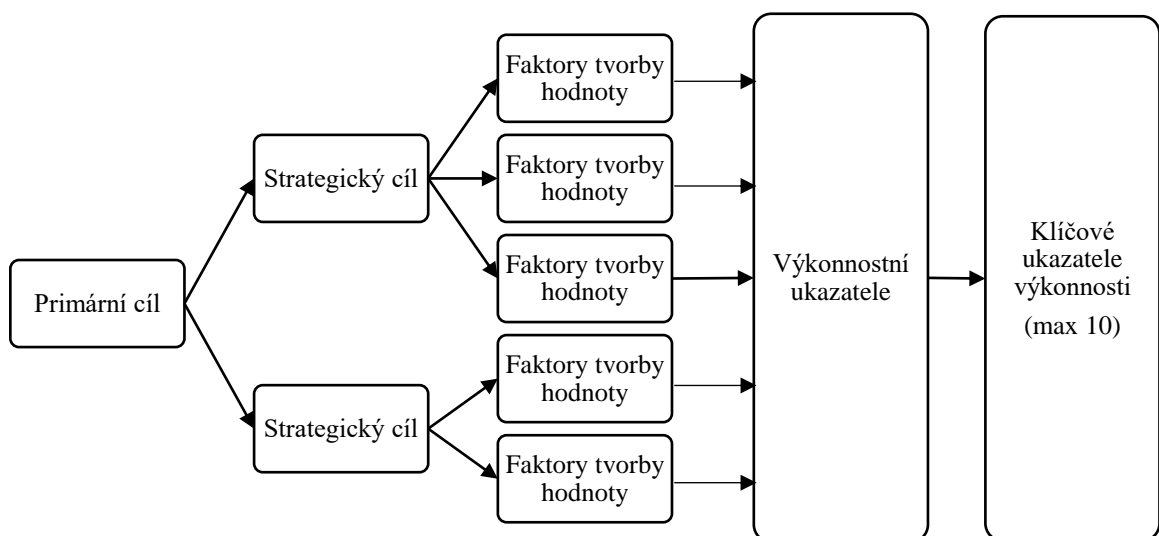 Primární cíl
Strategický cíl
Strategický cíl
Faktory tvorby
hodnoty
Faktory tvorby
hodnoty
Faktory tvorby
hodnoty
Faktory tvorby
hodnoty
Faktory tvorby
hodnoty
Výkonnostní
ukazatele
Klíčové
ukazatele
výkonnosti
(max 10)